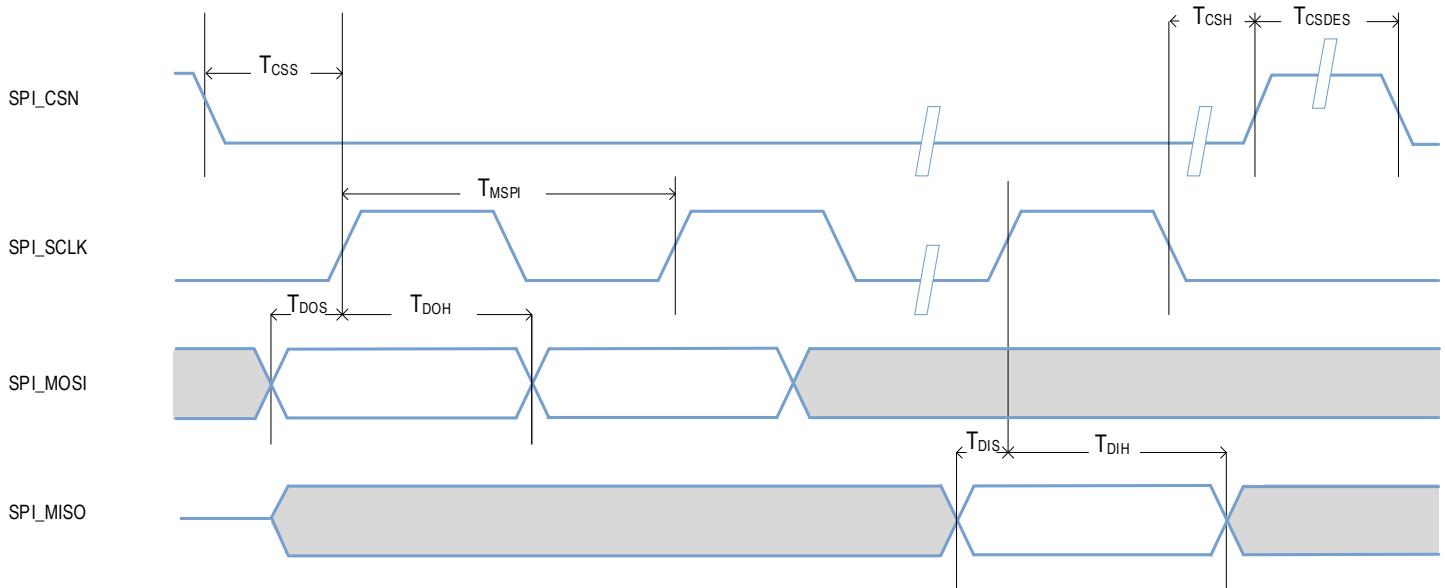 TCSH TCSDES
TCSS
SPI_CSN
TMSPI
SPI_SCLK
TDOS TDOH
SPI_MOSI
TDIS TDIH
SPI_MISO